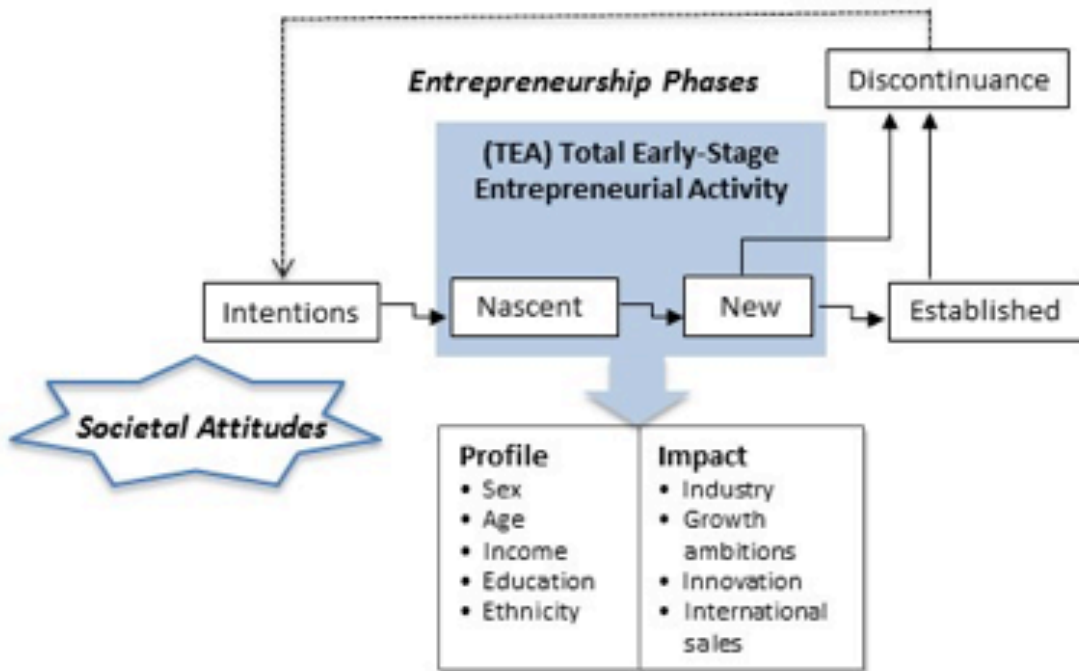 Entrepreneurship Phases
Discontinuance
(TEA) Total Early-Stage
Entrepreneurial Activity
Intentions
Nascent
New
Established
Societal Attitudes
Profile
• Sex
• Age
• Income
• Education
• Ethnicity
Impact
• Industry
• Growth
ambitions
• Innovation
• International
sales